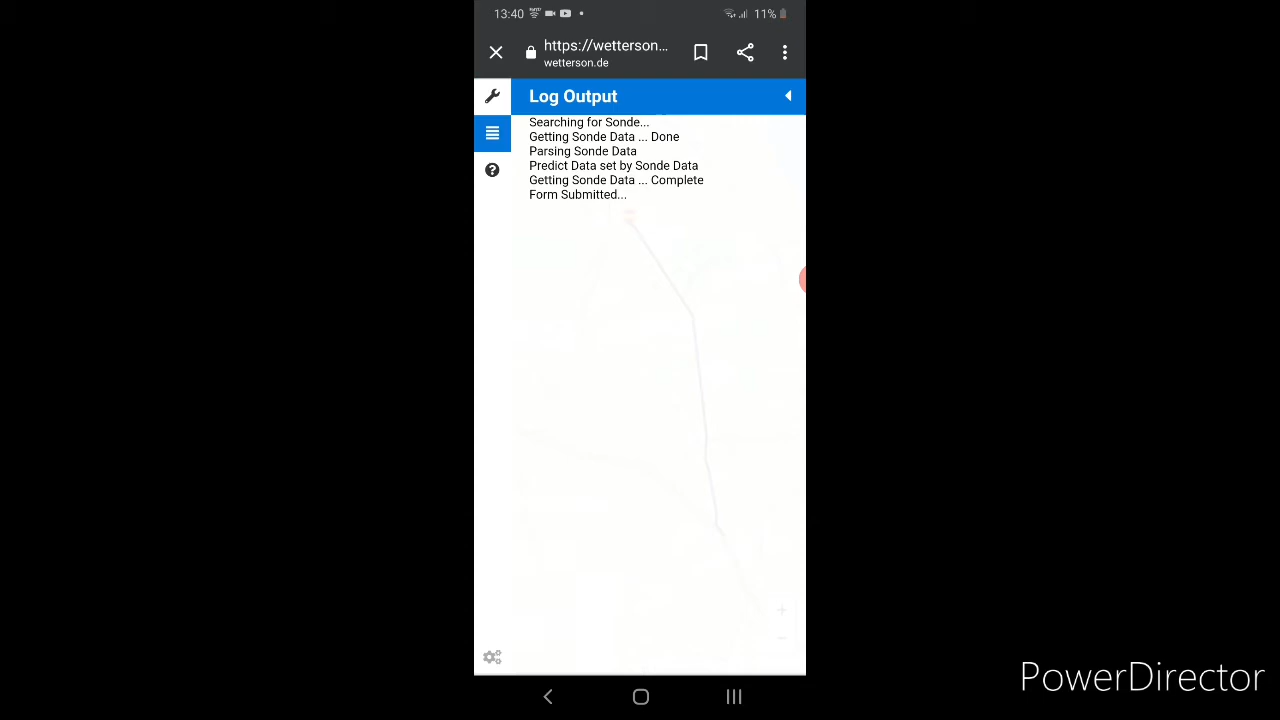 13:40
11%
https://wetterson...
wetterson.de
Log Output
Searching for Sonde...
Getting Sonde Data ... Done
Parsing Sonde Data
Predict Data set by Sonde Data
Getting Sonde Data ... Complete
Form Submitted...
PowerDirector